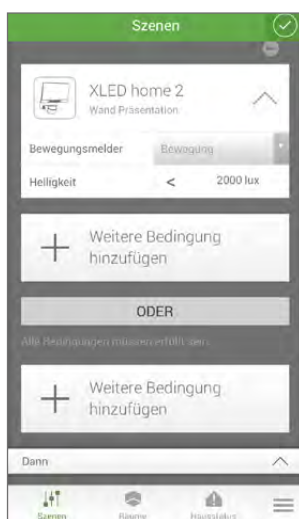 Szenen
XLED home 2
Wand Präsentation
Bewegungsmelder Bewegung
Helligkeit < 2000 lux
Weitere Bedingung
hinzufügen
ODER
Alle Bedingungen müssen erfüllt sein.
Weitere Bedingung
hinzufügen
Dann
Szenen Räume Hausstatus